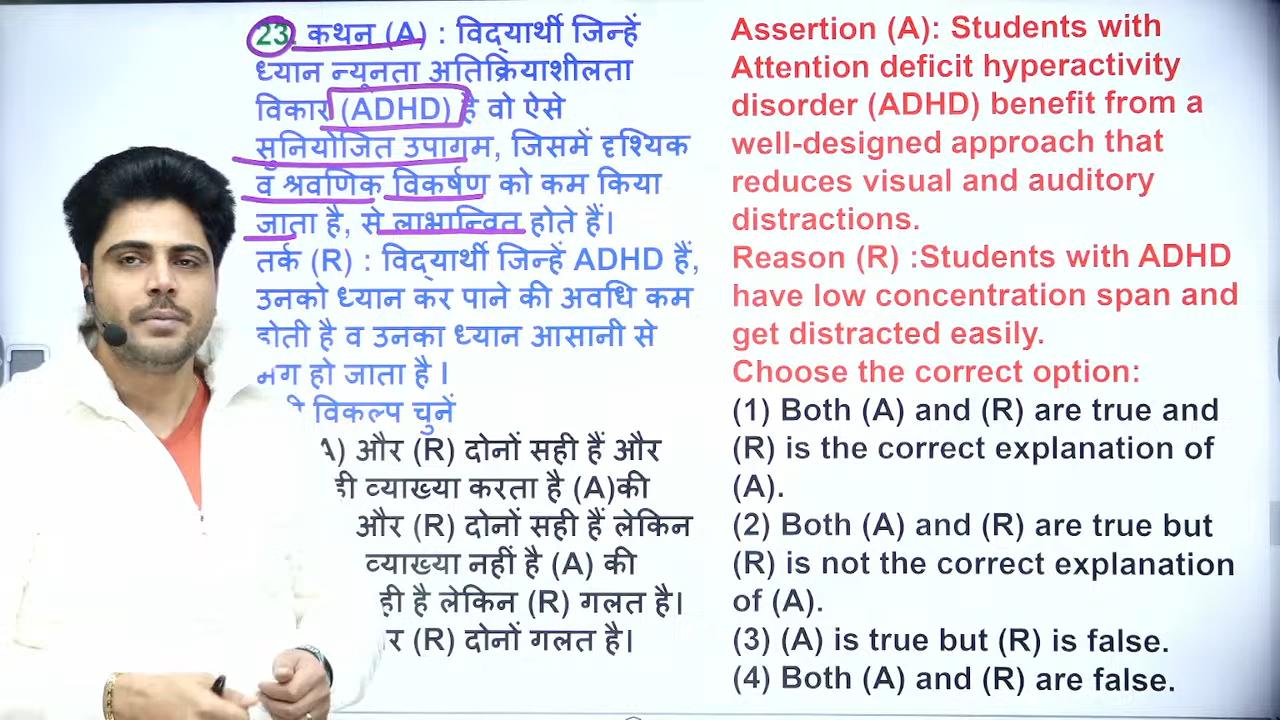 23. कथन (A) : विद्यार्थी जिन्हें
ध्यान न्यूनता अतिक्रियाशीलता
विकार (ADHD) है वो ऐसे
सुनियोजित उपागम, जिसमें दृश्यिक
व श्रवणिक विकर्षण को कम किया
जाता है, से लाभान्वित होते हैं।
तर्क (R) : विद्यार्थी जिन्हें ADHD हैं,
उनको ध्यान कर पाने की अवधि कम
होती है व उनका ध्यान आसानी से
हो जाता है।
विकल्प चुनें
A) और (R) दोनों सही हैं और
व्याख्या करता है (A)की
और (R) दोनों सही हैं लेकिन
व्याख्या नहीं है (A) की
है लेकिन (R) गलत है।
(R) दोनों गलत है।
Assertion (A): Students with
Attention deficit hyperactivity
disorder (ADHD) benefit from a
well-designed approach that
reduces visual and auditory
distractions.
Reason (R) :Students with ADHD
have low concentration span and
get distracted easily.
Choose the correct option:
(1) Both (A) and (R) are true and
(R) is the correct explanation of
(A).
(2) Both (A) and (R) are true but
(R) is not the correct explanation
of (A).
(3) (A) is true but (R) is false.
(4) Both (A) and (R) are false.